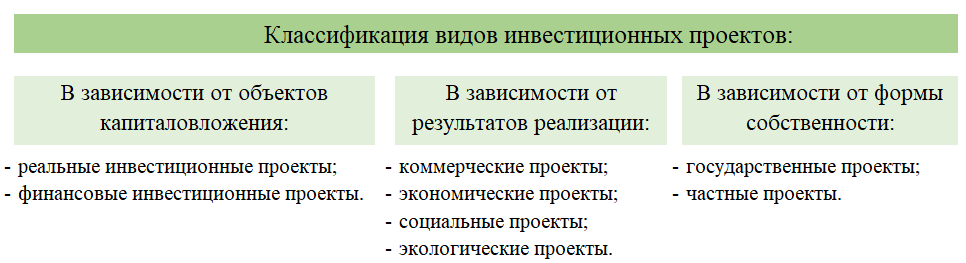 Классификация видов инвестиционных проектов:
В зависимости от объектов
капиталовложения:
- реальные инвестиционные проекты;
- финансовые инвестиционные проекты.
В зависимости от
результатов реализации:
- коммерческие проекты;
- экономические проекты;
- социальные проекты;
- экологические проекты.
В зависимости от формы
собственности:
- государственные проекты;
- частные проекты.